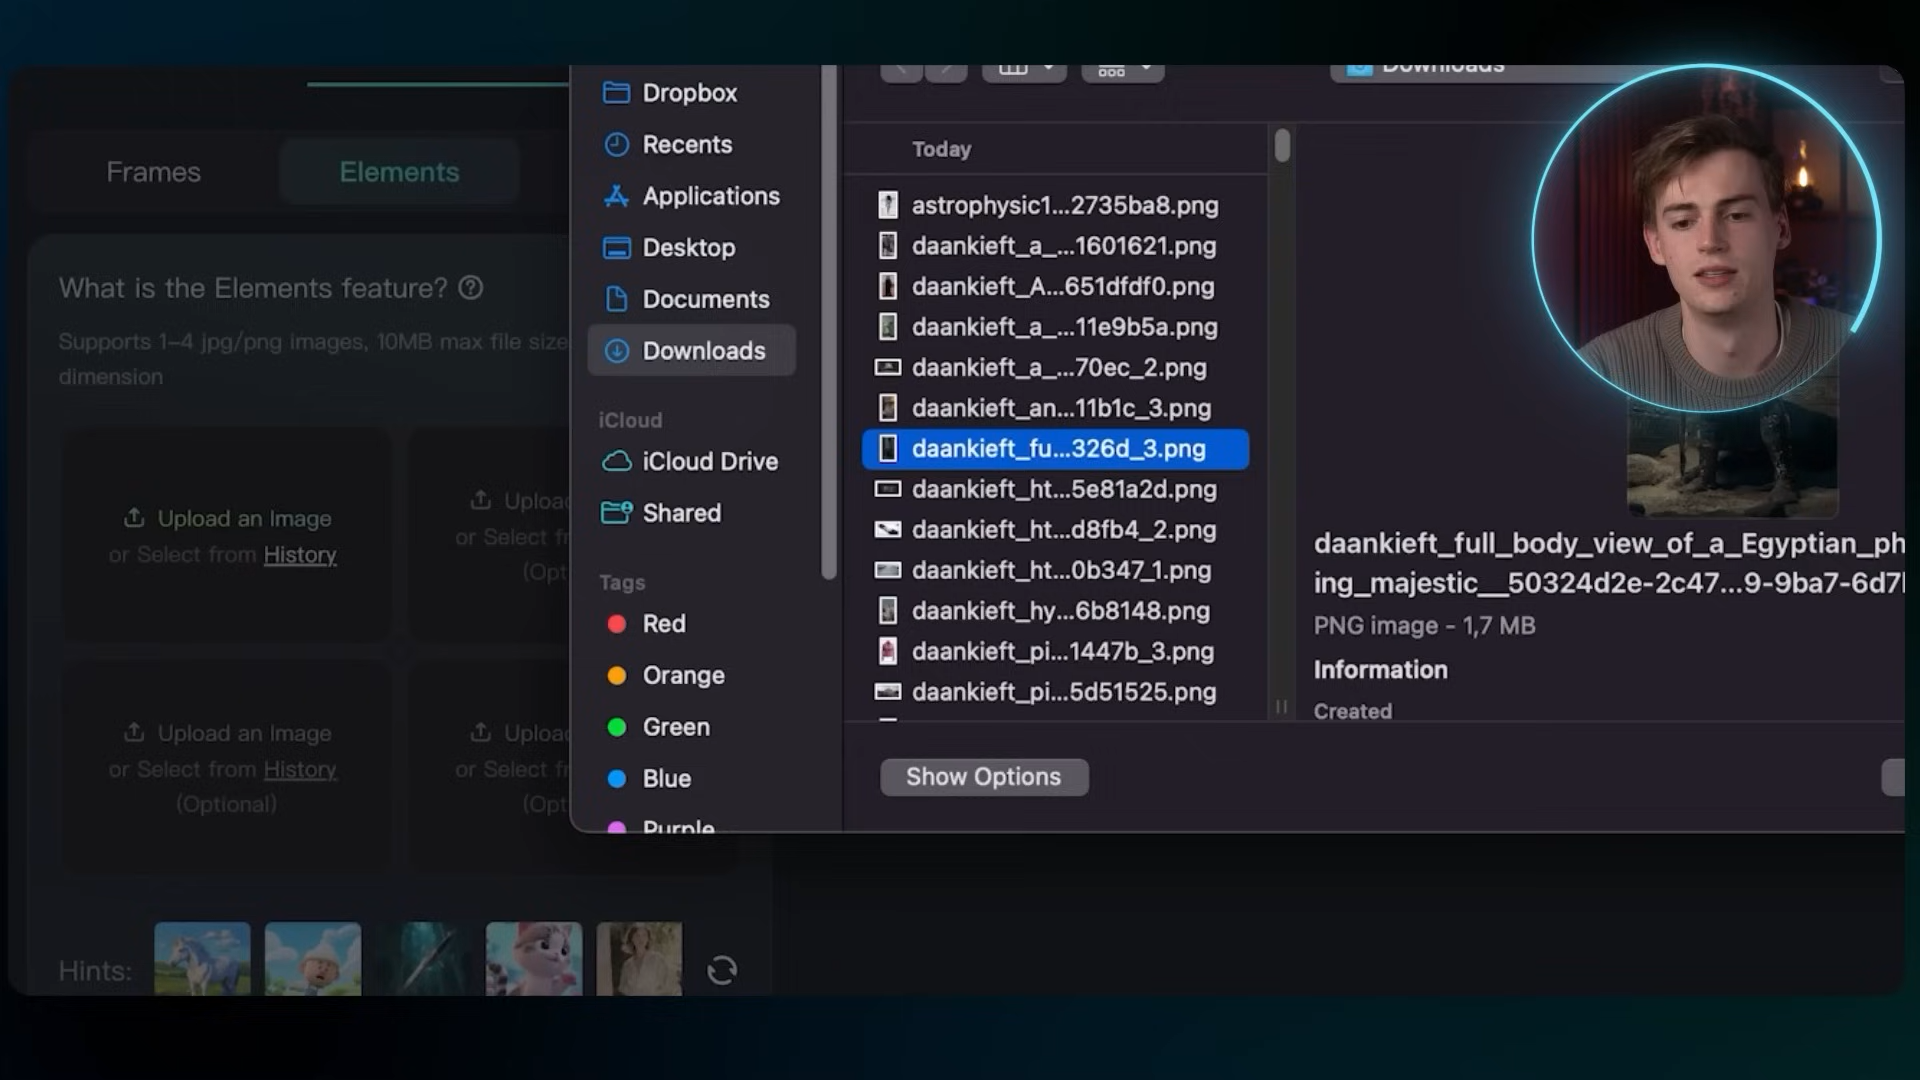 Frames
Elements
What is the Elements feature?
Supports 1–4 jpg/png images, 10MB max file size
dimension
Upload an Image
or Select from History
Upload an Image
or Select from History
(Optional)
Hints:
Dropbox
Recents
Applications
Desktop
Documents
Downloads
iCloud
iCloud Drive
Shared
Tags
Red
Orange
Green
Blue
Purple
Downloads
Today
astrophysic1...2735ba8.png
daankieft_a_...1601621.png
daankieft_A...651dfdf0.png
daankieft_a_...11e9b5a.png
daankieft_a_...70ec_2.png
daankieft_an...11b1c_3.png
daankieft_fu...326d_3.png
daankieft_ht...5e81a2d.png
daankieft_ht...d8fb4_2.png
daankieft_ht...0b347_1.png
daankieft_hy...6b8148.png
daankieft_pi...1447b_3.png
daankieft_pi...5d51525.png
Show Options
daankieft_full_body_view_of_a_Egyptian_ph
ing_majestic__50324d2e-2c47...9-9ba7-6d7
PNG image - 1,7 MB
Information
Created